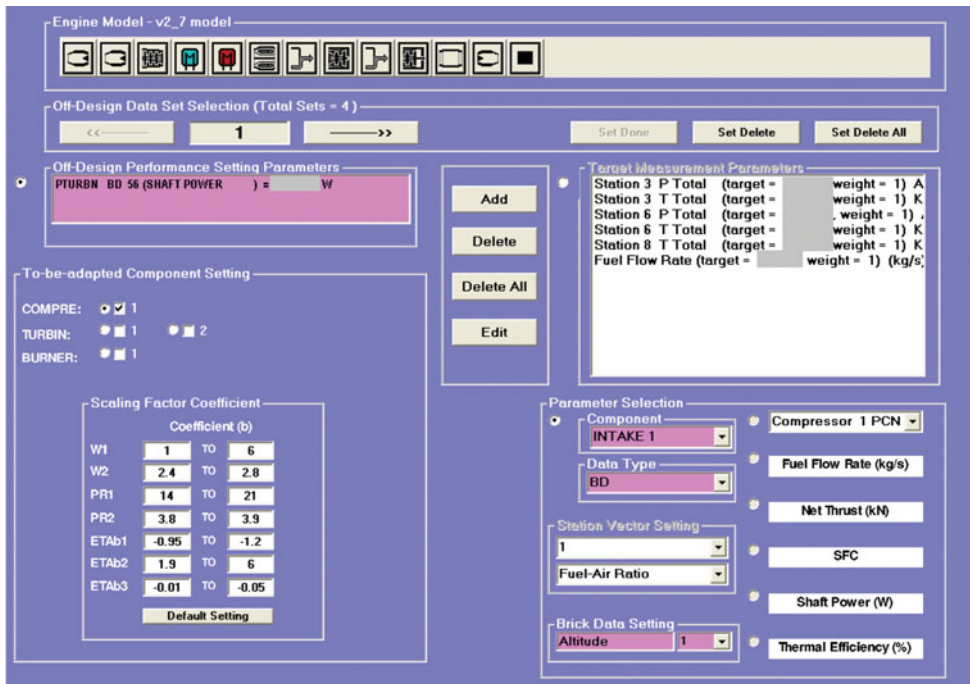 Engine Model - v2_7 model
Off-Design Data Set Selection (Total Sets = 4 )
<<--------
1
-------->>
Set Done
Set Delete
Set Delete All
Off-Design Performance Setting Parameters
PTURBN BD 56 (SHAFT POWER ) = W
Add
Delete
Delete All
Edit
Target Measurement Parameters
Station 3 P Total (target = weight = 1) A
Station 3 T Total (target = weight = 1) K
Station 6 P Total (target = , weight = 1)
Station 6 T Total (target = weight = 1) K
Station 8 T Total (target = weight = 1) K
Fuel Flow Rate (target = weight = 1) (kg/s)
To-be-adapted Component Setting
COMPRE: 1
TURBIN: 1 2
BURNER: 1
Scaling Factor Coefficient
Coefficient (b)
W1 1 TO 6
W2 2.4 TO 2.8
PR1 14 TO 21
PR2 3.8 TO 3.9
ETAb1 -0.95 TO -1.2
ETAb2 1.9 TO 6
ETAb3 -0.01 TO -0.05
Default Setting
Parameter Selection
Component
INTAKE 1
Data Type
BD
Station Vector Setting
1
Fuel-Air Ratio
Brick Data Setting
Altitude 1
Compressor 1 PCN
Fuel Flow Rate (kg/s)
Net Thrust (kN)
SFC
Shaft Power (W)
Thermal Efficiency (%)